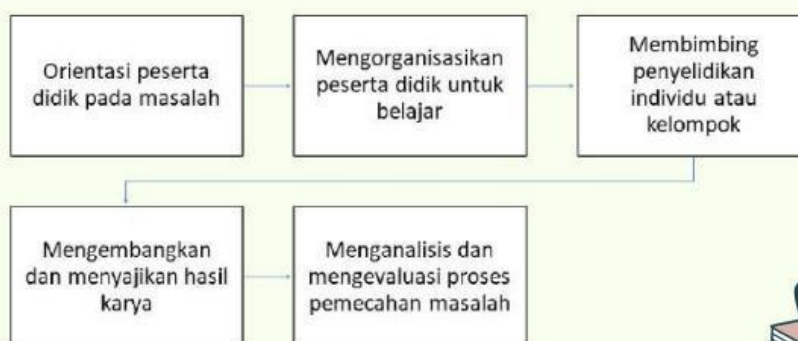 Orientasi peserta
didik pada masalah
Mengorganisasikan
peserta didik untuk
belajar
Membimbing
penyelidikan
individu atau
kelompok
Mengembangkan
dan menyajikan hasil
karya
Menganalisis dan
mengevaluasi proses
pemecahan masalah